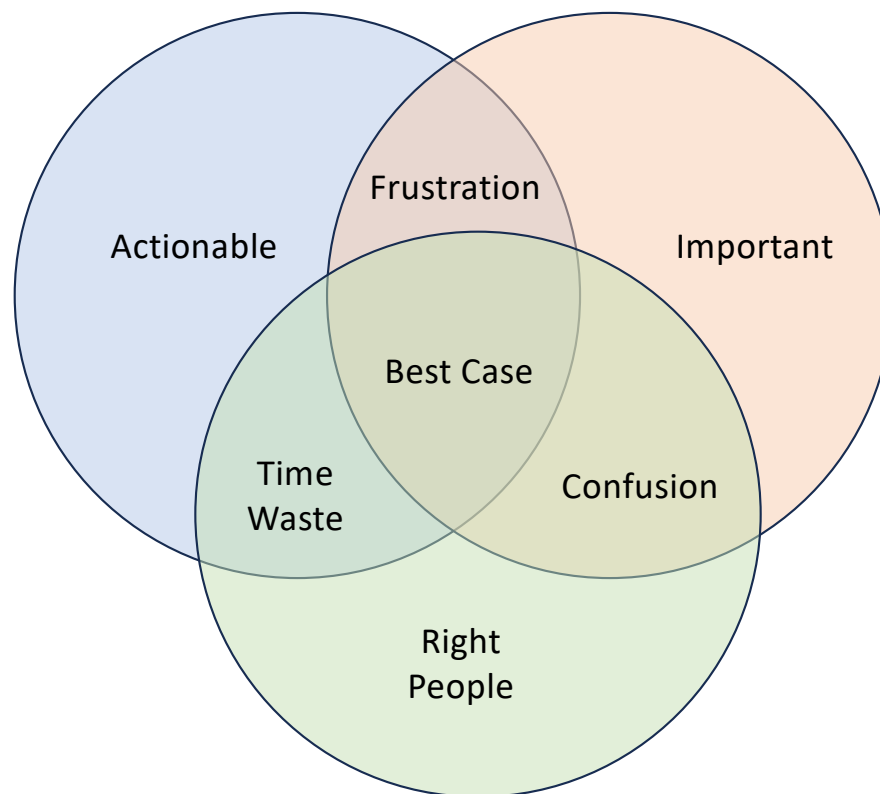 Frustration
Actionable
Important
Best Case
Time
Waste
Confusion
Right
People